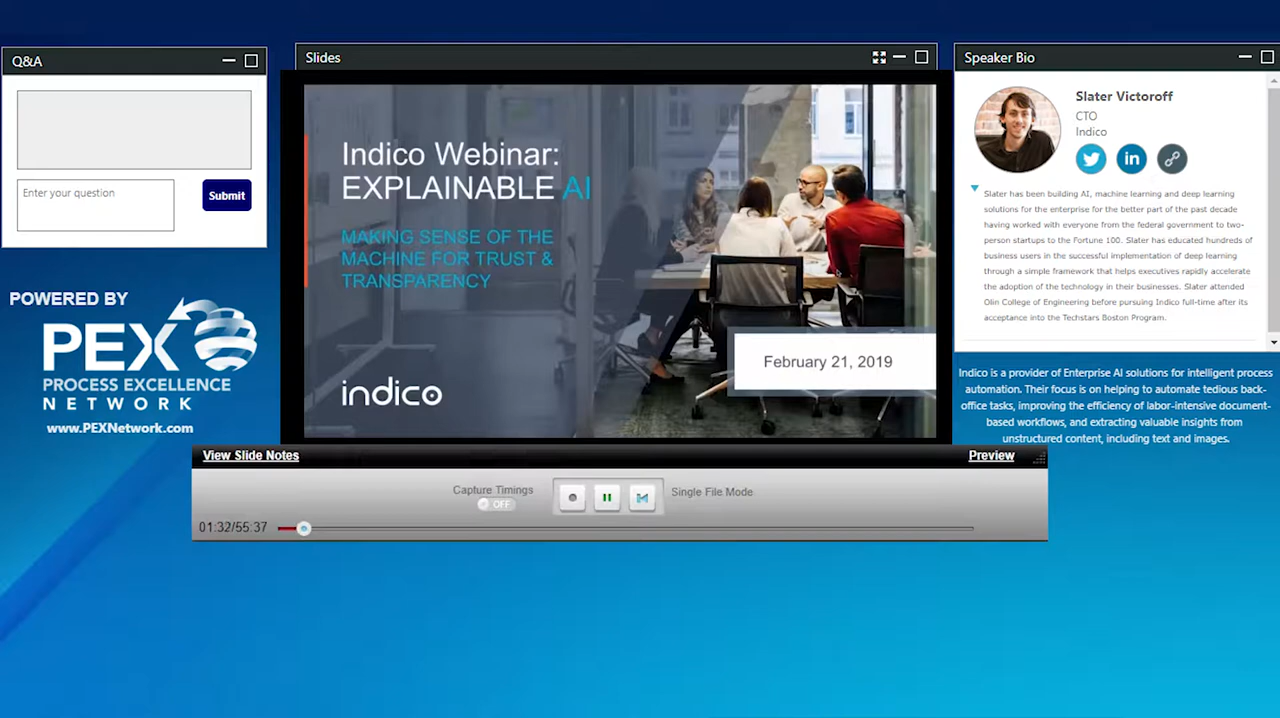 Q&A
Enter your question
Submit
POWERED BY
PEX
PROCESS EXCELLENCE
NETWORK
www.PEXNetwork.com
Slides
Indico Webinar:
EXPLAINABLE AI
MAKING SENSE OF THE
MACHINE FOR TRUST &
TRANSPARENCY
February 21, 2019
indico
View Slide Notes
Preview
Capture Timings
OFF
Single File Mode
01:32/55:37
Speaker Bio
Slater Victoroff
CTO
Indico
in
Slater has been building AI, machine learning and deep learning
solutions for the enterprise for the better part of the past decade
having worked with everyone from the federal government to two-
person startups to the Fortune 100. Slater has educated hundreds of
business users in the successful implementation of deep learning
through a simple framework that helps executives rapidly accelerate
the adoption of the technology in their businesses. Slater attended
Olin College of Engineering before pursuing Indico full-time after its
acceptance into the Techstars Boston Program.
Indico is a provider of Enterprise AI solutions for intelligent process
automation. Their focus is on helping to automate tedious back-
office tasks, improving the efficiency of labor-intensive document-
based workflows, and extracting valuable insights from
unstructured content, including text and images.